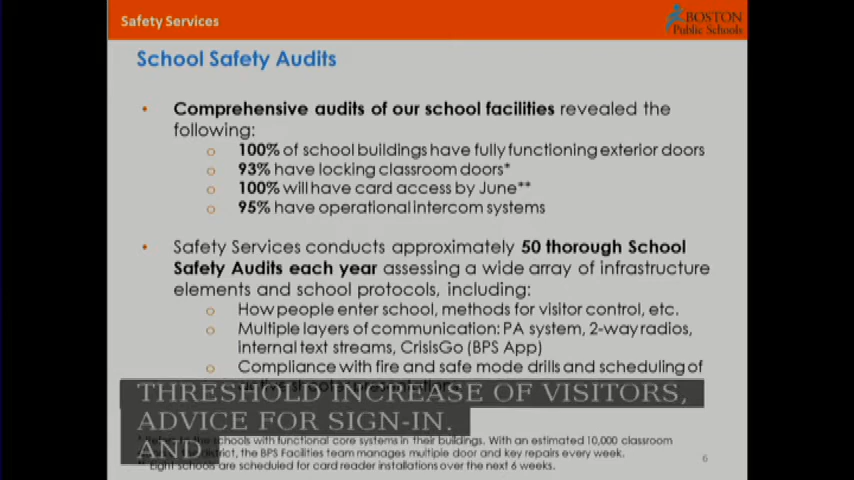 Safety Services
BOSTON
Public Schools
School Safety Audits
• Comprehensive audits of our school facilities revealed the
following:
o 100% of school buildings have fully functioning exterior doors
o 93% have locking classroom doors*
o 100% will have card access by June**
o 95% have operational intercom systems
• Safety Services conducts approximately 50 thorough School
Safety Audits each year assessing a wide array of infrastructure
elements and school protocols, including:
o How people enter school, methods for visitor control, etc.
o Multiple layers of communication: PA system, 2-way radios,
internal text streams, CrisisGo (BPS App)
o Compliance with fire and safe mode drills and scheduling of
THRESHOLD INCREASE OF VISITORS,
ADVICE FOR SIGN-IN.
AND
schools with functional core systems in their buildings. With an estimated 10,000 classroom
the BPS Facilities team manages multiple door and key repairs every week.
schools are scheduled for card reader installations over the next 6 weeks.
6